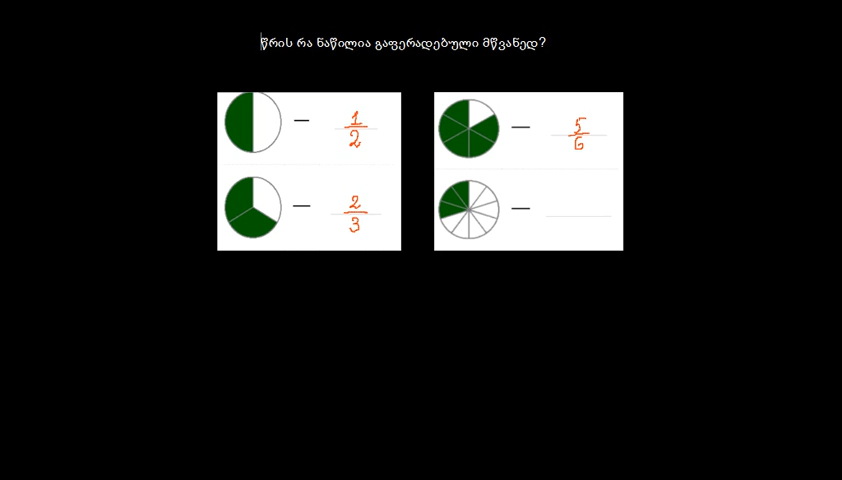 წრის რა ნაწილია გაფერადებული მწვანედ?
— 1/2
— 2/3
— 5/6
—